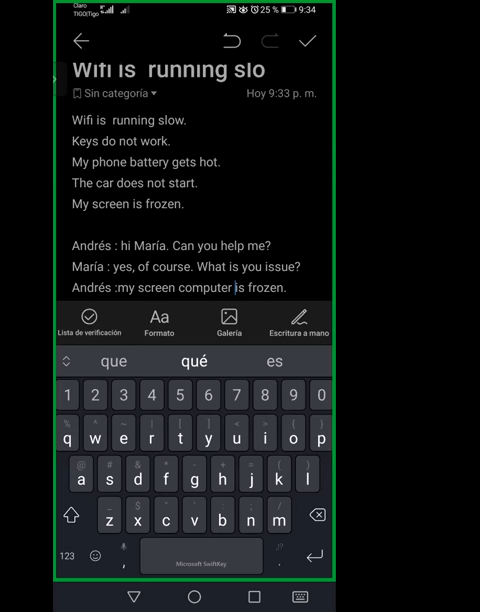 Claro
TIGO|Tigo
25 % 9:34
Wifi is  running slo
Sin categoría
Hoy 9:33 p. m.
Wifi is  running slow.
Keys do not work.
My phone battery gets hot.
The car does not start.
My screen is frozen.
Andrés : hi María. Can you help me?
María : yes, of course. What is you issue?
Andrés :my screen computer is frozen.
Lista de verificación
Aa
Formato
Galería
Escritura a mano
que qué es
1 2 3 4 5 6 7 8 9 0
% ^ ~ | [ ] < > { }
q w e r t y u i o p
@ # & * - + = ( )
a s d f g h j k l
_ $ " ' : ; /
z x c v b n m
123 , Microsoft SwiftKey ,!? .